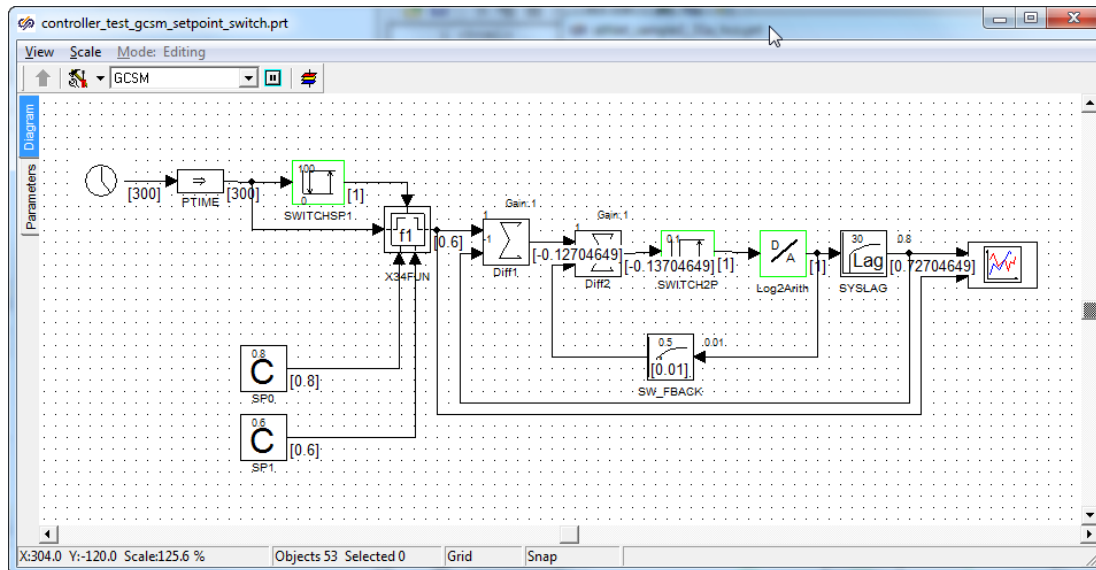 controller_test_gcsm_setpoint_switch.prt
View Scale Mode: Editing
GCSM
Diagram
Parameters
100
0
[300]
[300]
[1]
PTIME
SWITCHSP1
f1
[0.6]
X34FUN
Gain: 1
1
-1
Diff1
[-0.12704649]
Gain: 1
1
Diff2
[-0.13704649]
0.1
[1]
SWITCH2P
D
A
[1]
Log2Arith
30
Lag
0.8
[0.72704649]
SYSLAG
0.5
0.01
[0.01]
SW_FBACK
0.8
C
[0.8]
SP0
0.6
C
[0.6]
SP1
X:304.0 Y:-120.0 Scale:125.6 %
Objects 53 Selected 0
Grid
Snap